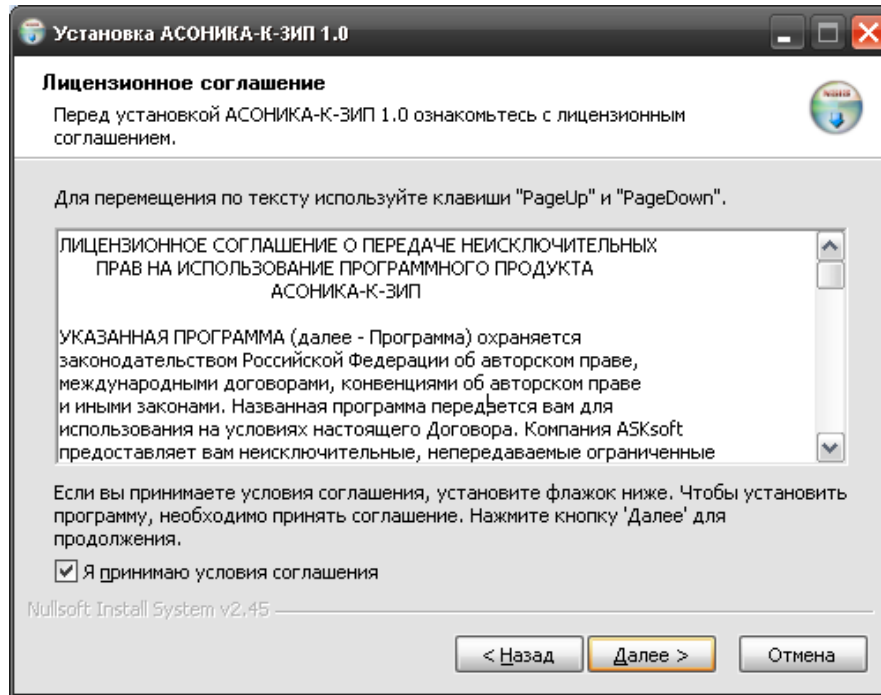 Установка АСОНИКА-К-ЗИП 1.0
Лицензионное соглашение
Перед установкой АСОНИКА-К-ЗИП 1.0 ознакомьтесь с лицензионным
соглашением.
Для перемещения по тексту используйте клавиши "PageUp" и "PageDown".
ЛИЦЕНЗИОННОЕ СОГЛАШЕНИЕ О ПЕРЕДАЧЕ НЕИСКЛЮЧИТЕЛЬНЫХ
ПРАВ НА ИСПОЛЬЗОВАНИЕ ПРОГРАММНОГО ПРОДУКТА
АСОНИКА-К-ЗИП
УКАЗАННАЯ ПРОГРАММА (далее - Программа) охраняется
законодательством Российской Федерации об авторском праве,
международными договорами, конвенциями об авторском праве
и иными законами. Названная программа передается вам для
использования на условиях настоящего Договора. Компания ASKsoft
предоставляет вам неисключительные, непередаваемые ограниченные
Если вы принимаете условия соглашения, установите флажок ниже. Чтобы установить
программу, необходимо принять соглашение. Нажмите кнопку 'Далее' для
продолжения.
Я принимаю условия соглашения
Nullsoft Install System v2.45
< Назад
Далее >
Отмена